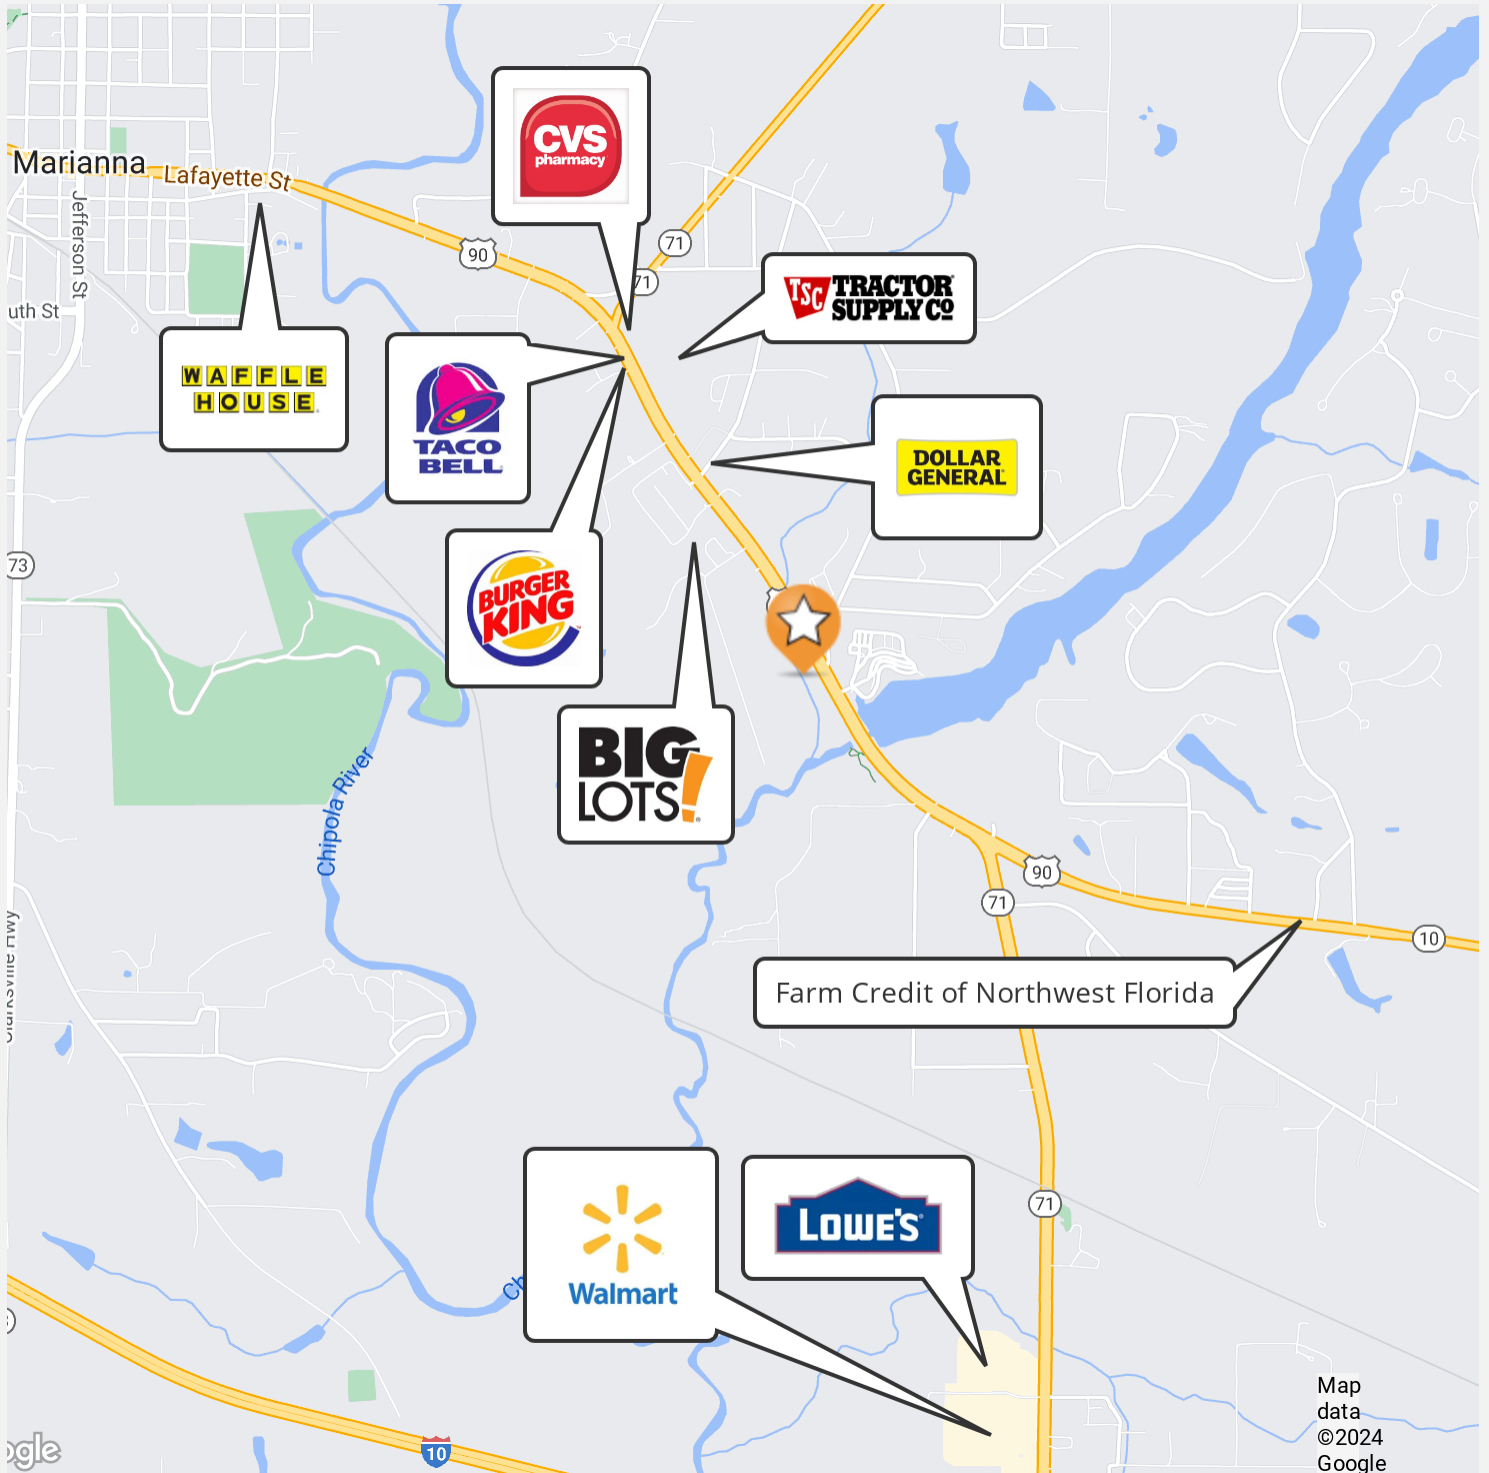 CVS
pharmacy
Marianna
Lafayette St
Jefferson St
90
71
71
TSC TRACTOR
SUPPLY CO
uth St
WAFFLE
HOUSE
TACO
BELL
DOLLAR
GENERAL
73
BURGER
KING
BIG
LOTS!
Chipola River
90
71
10
Farm Credit of Northwest Florida
Walmart
LOWE'S
71
Ch
10
Map
data
©2024
Google
ogle